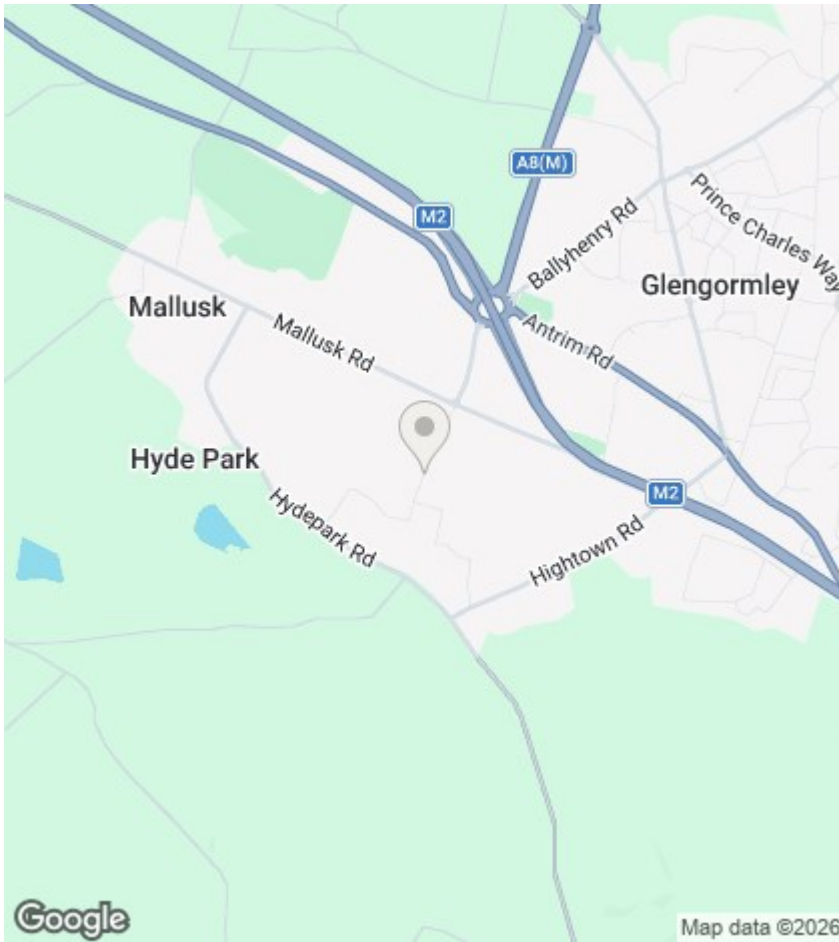 A8(M)
M2
Ballyhenry Rd
Prince Charles Way
Glengormley
Mallusk
Mallusk Rd
Antrim Rd
Hyde Park
M2
Hydepark Rd
Hightown Rd
Google
Map data ©2026